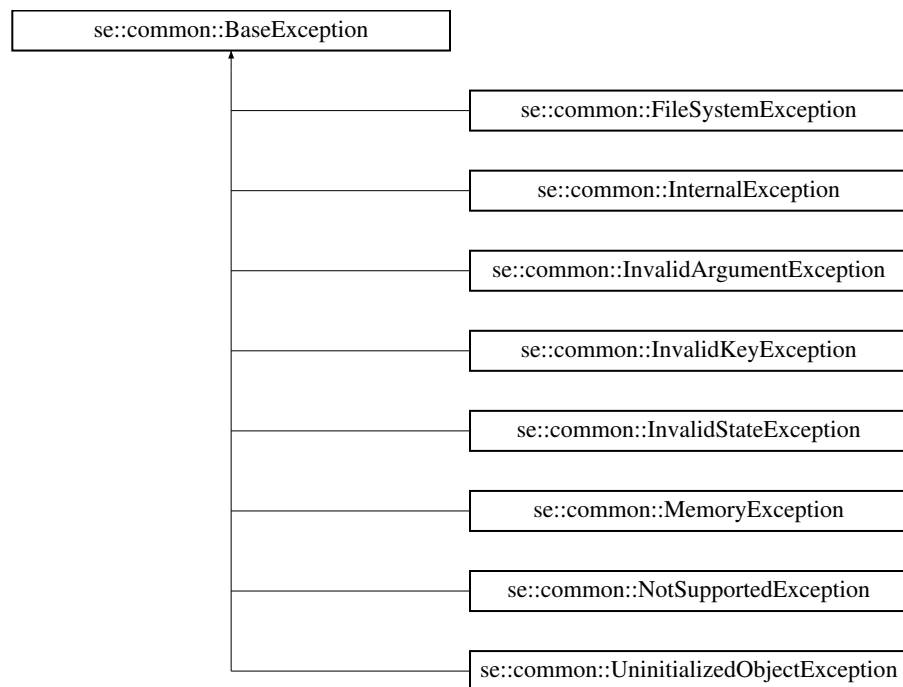 se::common::BaseException
se::common::FileSystemException
se::common::InternalException
se::common::InvalidArgumentException
se::common::InvalidKeyException
se::common::InvalidStateException
se::common::MemoryException
se::common::NotSupportedException
se::common::UninitializedObjectException